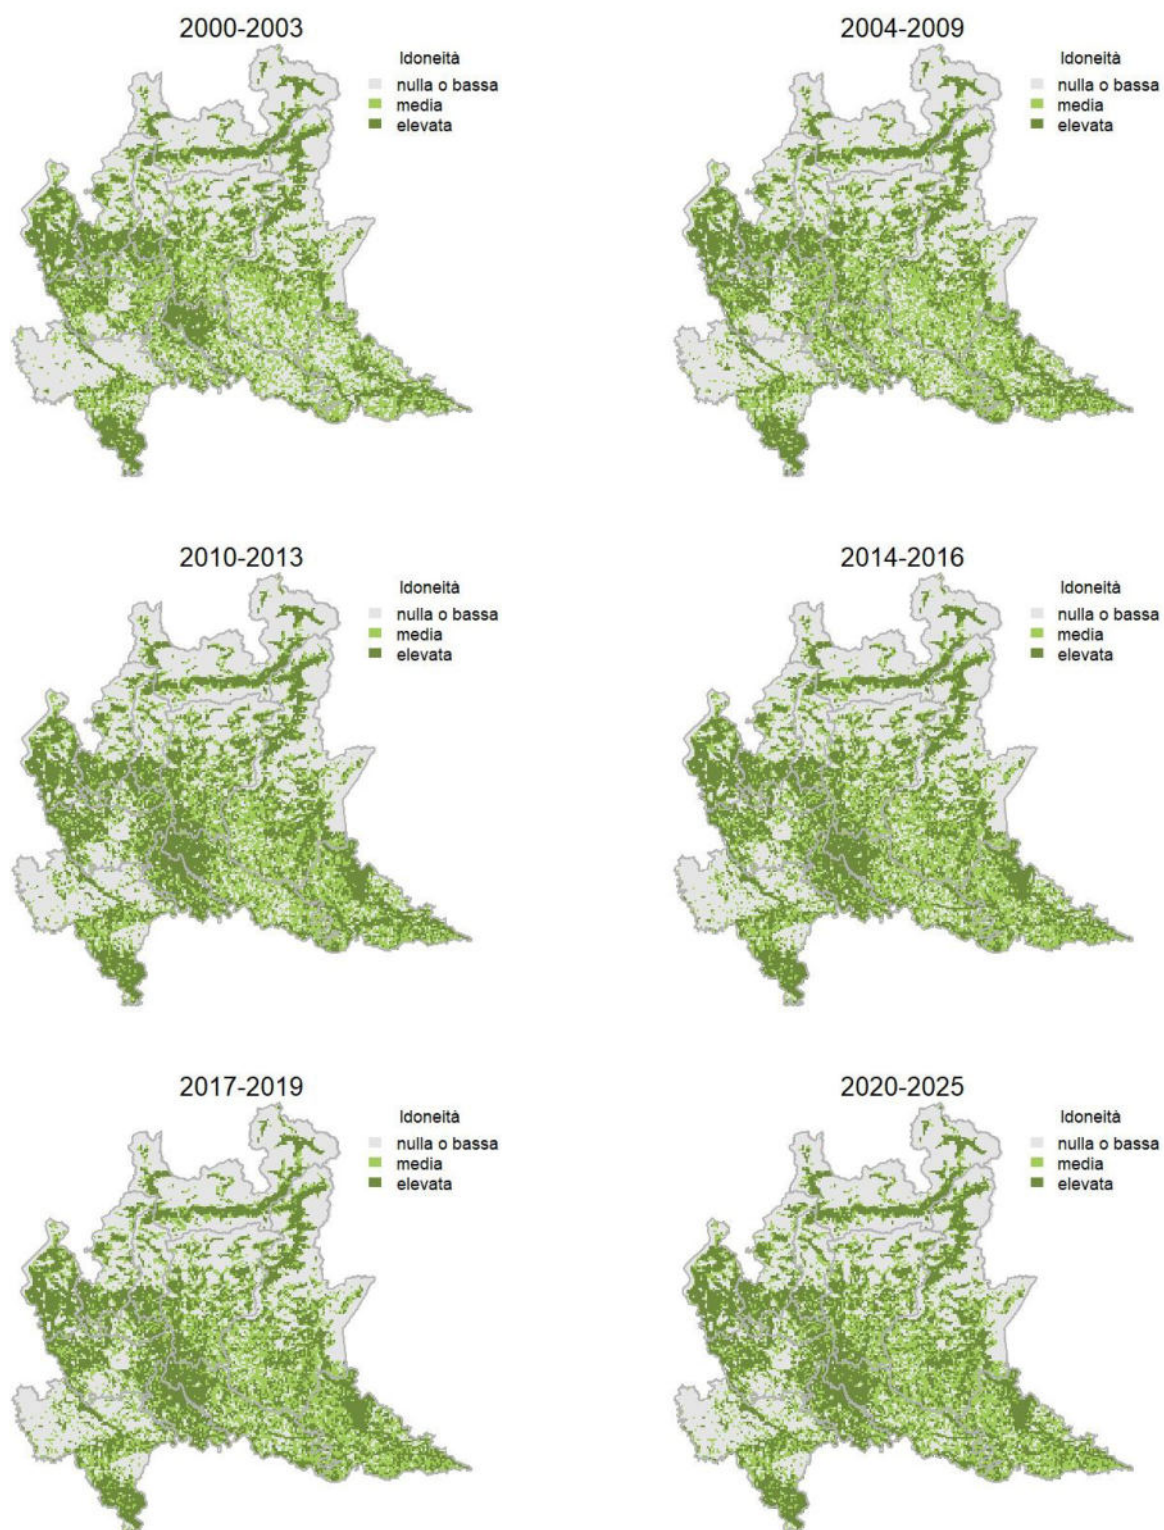 2000-2003
Idoneità
nulla o bassa
media
elevata
2004-2009
Idoneità
nulla o bassa
media
elevata
2010-2013
Idoneità
nulla o bassa
media
elevata
2014-2016
Idoneità
nulla o bassa
media
elevata
2017-2019
Idoneità
nulla o bassa
media
elevata
2020-2025
Idoneità
nulla o bassa
media
elevata